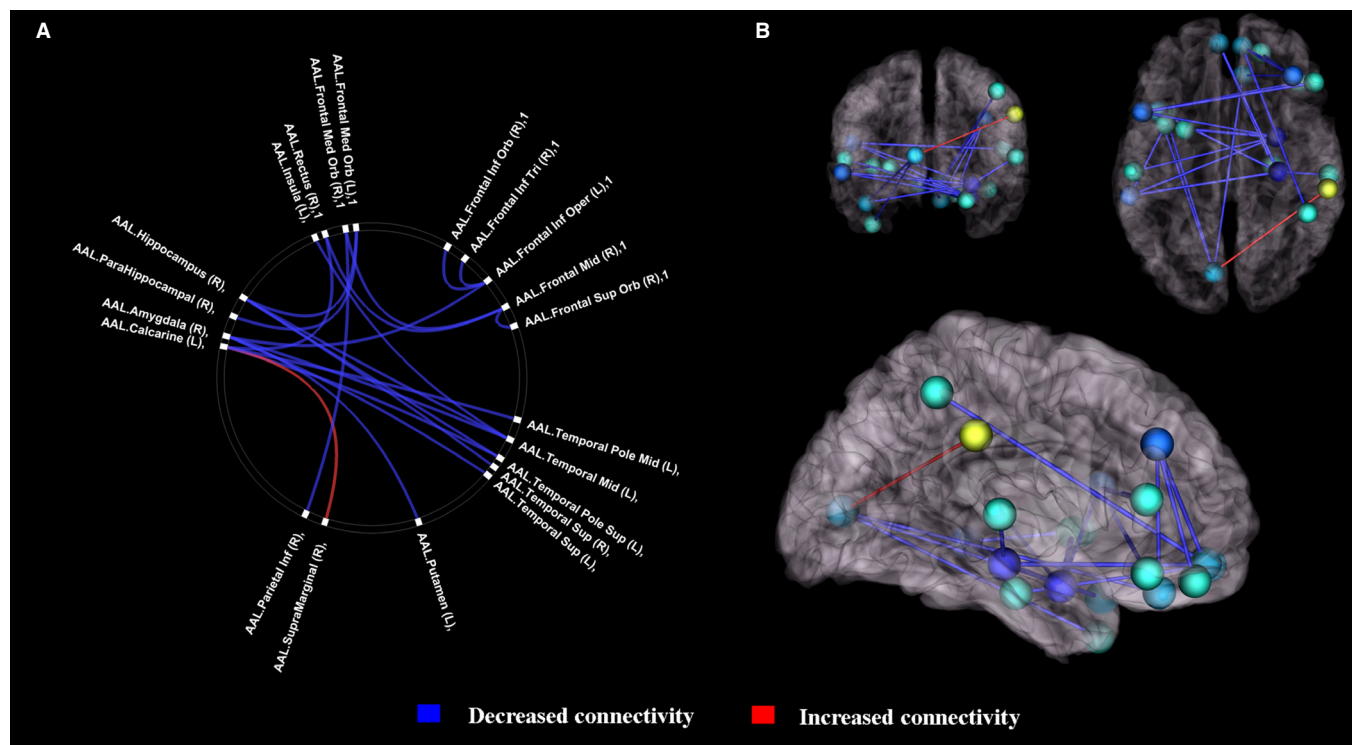 A
B
AAL.Frontal Med Orb (L),1
AAL.Frontal Med Orb (R),1
AAL.Rectus (R),1
AAL.Insula (L),
AAL.Hippocampus (R),
AAL.ParaHippocampal (R),
AAL.Amygdala (R),
AAL.Calcarine (L),
AAL.Frontal Inf Orb (R),1
AAL.Frontal Inf Tri (R),1
AAL.Frontal Inf Oper (L),1
AAL.Frontal Mid (R),1
AAL.Frontal Sup Orb (R),1
AAL.Temporal Pole Mid (L),
AAL.Temporal Mid (L),
AAL.Temporal Pole Sup (L),
AAL.Temporal Sup (R),
AAL.Temporal Sup (L),
AAL.Putamen (L),
AAL.SupraMarginal (R),
AAL.Parietal Inf (R),
Decreased connectivity
Increased connectivity